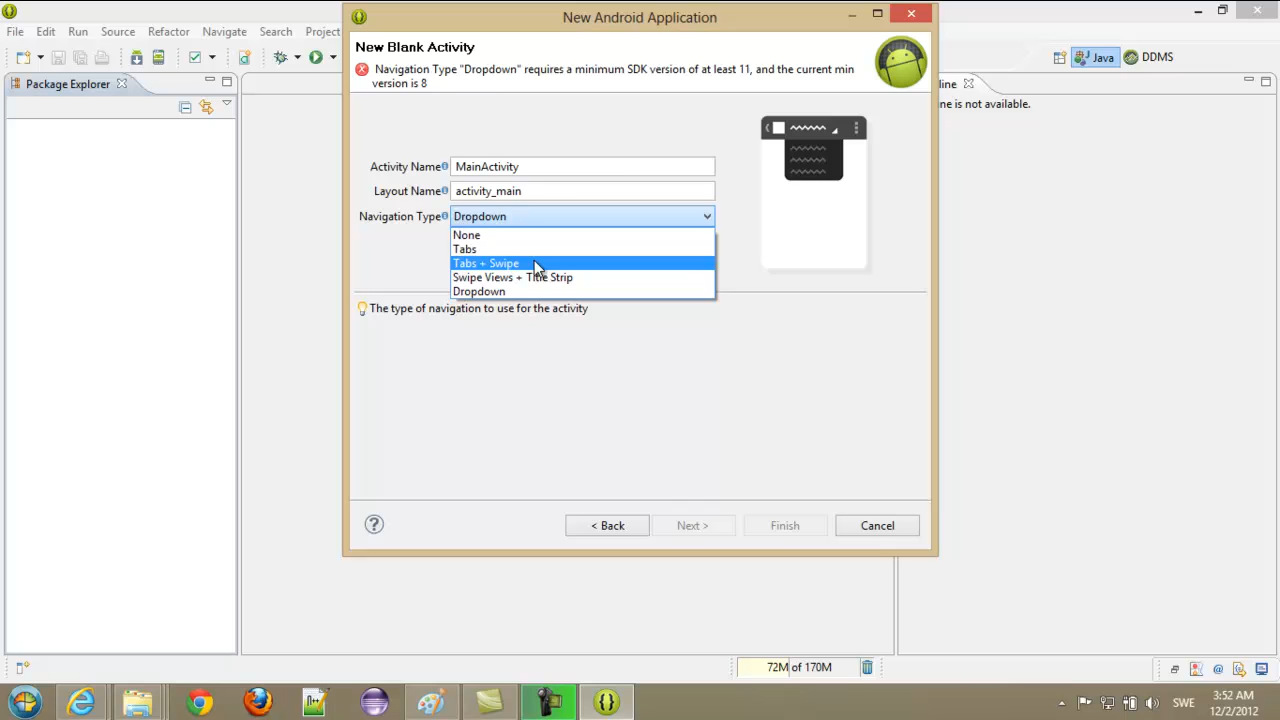 New Android Application
File Edit Run Source Refactor Navigate Search Project
Java DDMS
Package Explorer
line
ne is not available.
New Blank Activity
Navigation Type "Dropdown" requires a minimum SDK version of at least 11, and the current min
version is 8
Activity Name MainActivity
Layout Name activity_main
Navigation Type Dropdown
None
Tabs
Tabs + Swipe
Swipe Views + Title Strip
Dropdown
The type of navigation to use for the activity
?
< Back Next > Finish Cancel
72M of 170M
SWE
3:52 AM
12/2/2012